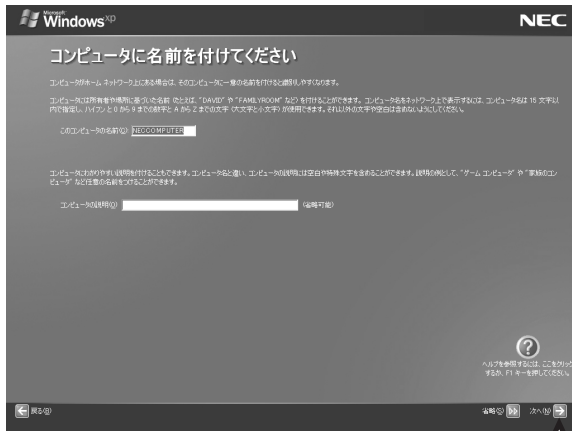 Microsoft
Windows xp
NEC
コンピュータに名前を付けてください
コンピュータがホーム ネットワーク上にある場合は、そのコンピュータに一意の名前を付けると識別しやすくなります。
コンピュータには所有者や場所に基づいた名前 (たとえば、"DAVID" や "FAMILYROOM" など) を付けることができます。コンピュータ名をネットワーク上で表示するには、コンピュータ名は 15 文字以
内で指定し、ハイフンと 0 から 9 までの数字と A から Z までの文字 (大文字と小文字) が使用できます。それ以外の文字や空白は含めないようにしてください。
このコンピュータの名前(C): NECCOMPUTER
コンピュータにわかりやすい説明を付けることもできます。コンピュータ名と違い、コンピュータの説明には空白や特殊文字を含めることができます。説明の例として、"ゲーム コンピュータ" や "家族のコン
ピュータ" など任意の名前をつけることができます。
コンピュータの説明(O): (省略可能)
ヘルプを参照するには、ここをクリック
するか、F1 キーを押してください。
戻る(B)
省略(S)
次へ(N)